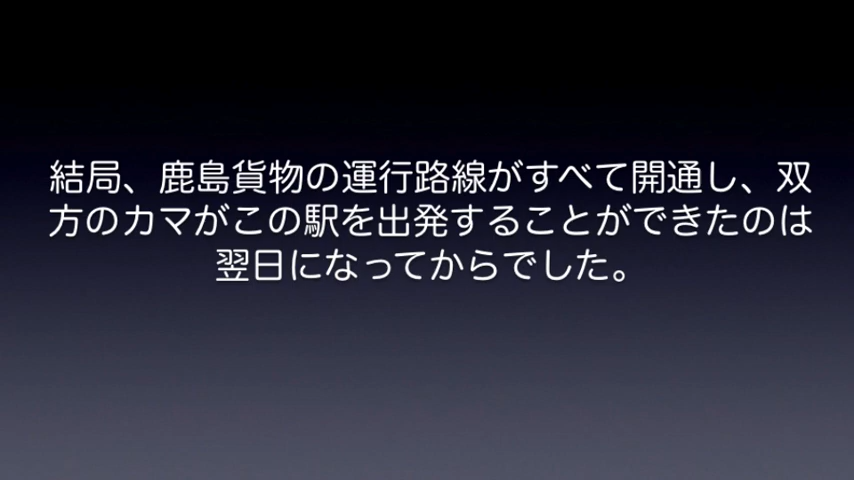 結局、鹿島貨物の運行路線がすべて開通し、双
方のカマがこの駅を出発することができたのは
翌日になってからでした。